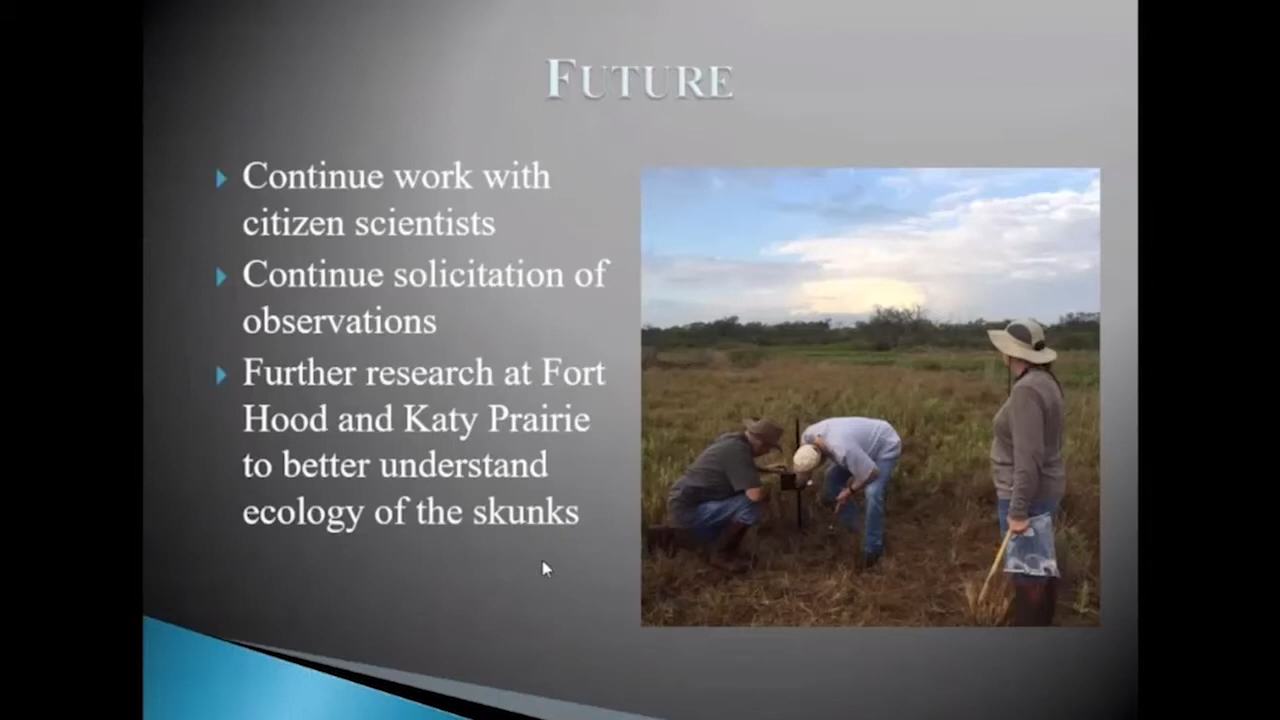 FUTURE
Continue work with
citizen scientists
Continue solicitation of
observations
Further research at Fort
Hood and Katy Prairie
to better understand
ecology of the skunks